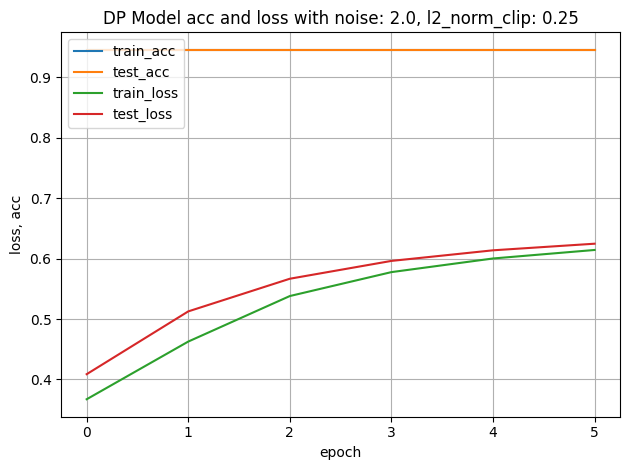 DP Model acc and loss with noise: 2.0, l2_norm_clip: 0.25
train_acc
test_acc
train_loss
test_loss
0.9
0.8
0.7
0.6
0.5
0.4
loss, acc
0 1 2 3 4 5
epoch